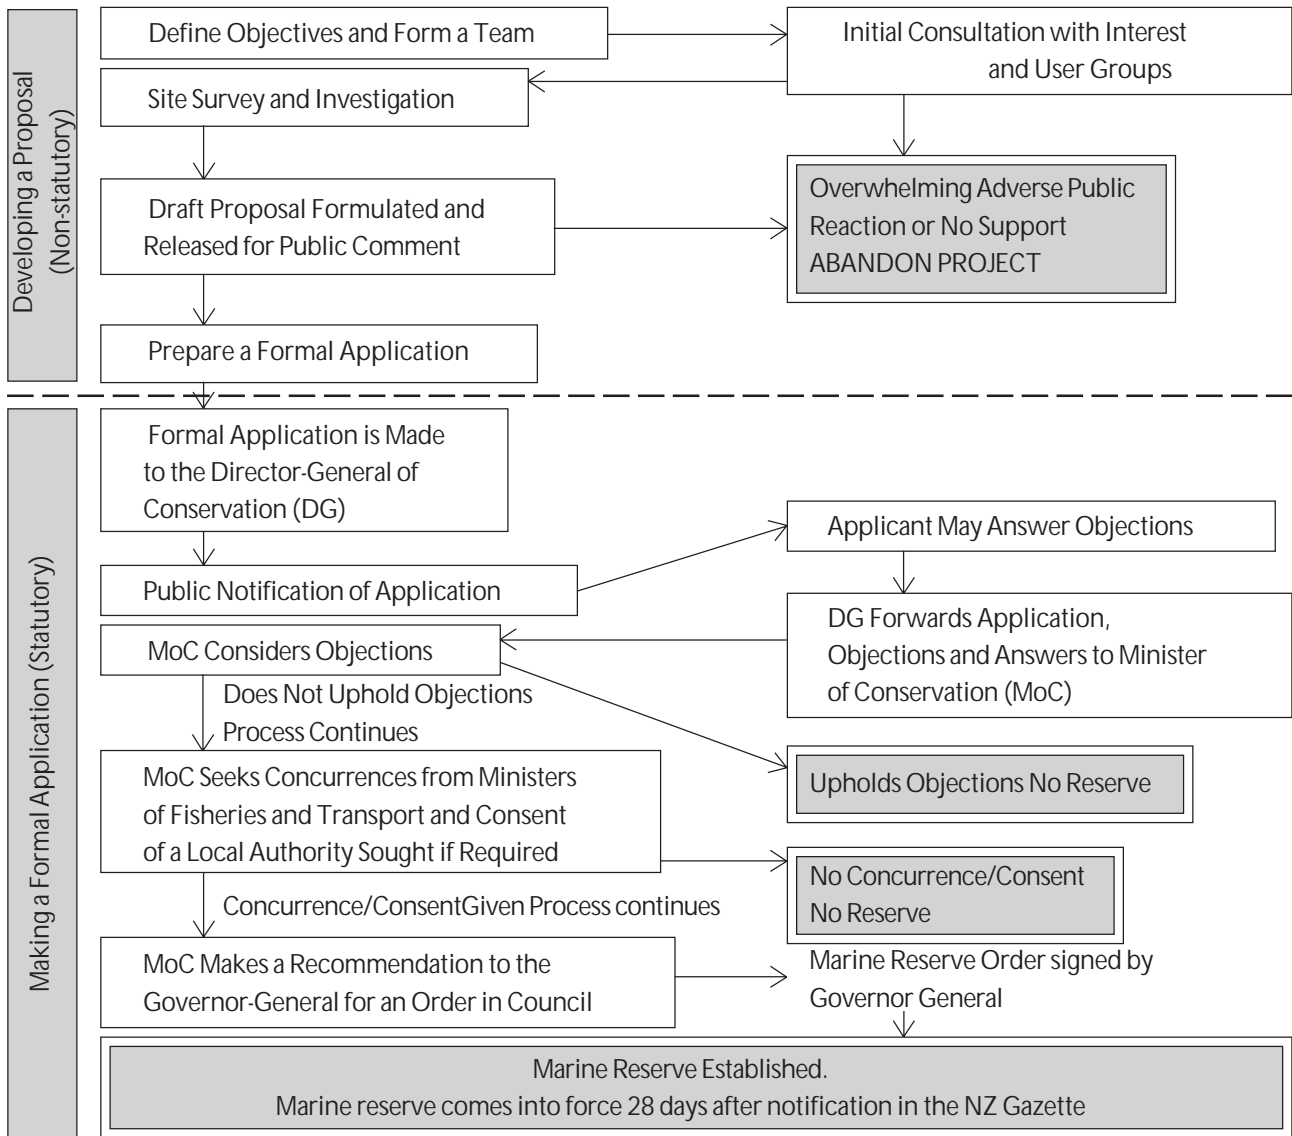 Developing a Proposal
(Non-statutory)
Define Objectives and Form a Team
Initial Consultation with Interest
and User Groups
Site Survey and Investigation
Draft Proposal Formulated and
Released for Public Comment
Overwhelming Adverse Public
Reaction or No Support
ABANDON PROJECT
Prepare a Formal Application
Making a Formal Application (Statutory)
Formal Application is Made
to the Director-General of
Conservation (DG)
Public Notification of Application
Applicant May Answer Objections
DG Forwards Application,
Objections and Answers to Minister
of Conservation (MoC)
MoC Considers Objections
Does Not Uphold Objections
Process Continues
Upholds Objections No Reserve
MoC Seeks Concurrences from Ministers
of Fisheries and Transport and Consent
of a Local Authority Sought if Required
No Concurrence/Consent
No Reserve
Concurrence/ConsentGiven Process continues
MoC Makes a Recommendation to the
Governor-General for an Order in Council
Marine Reserve Order signed by
Governor General
Marine Reserve Established.
Marine reserve comes into force 28 days after notification in the NZ Gazette